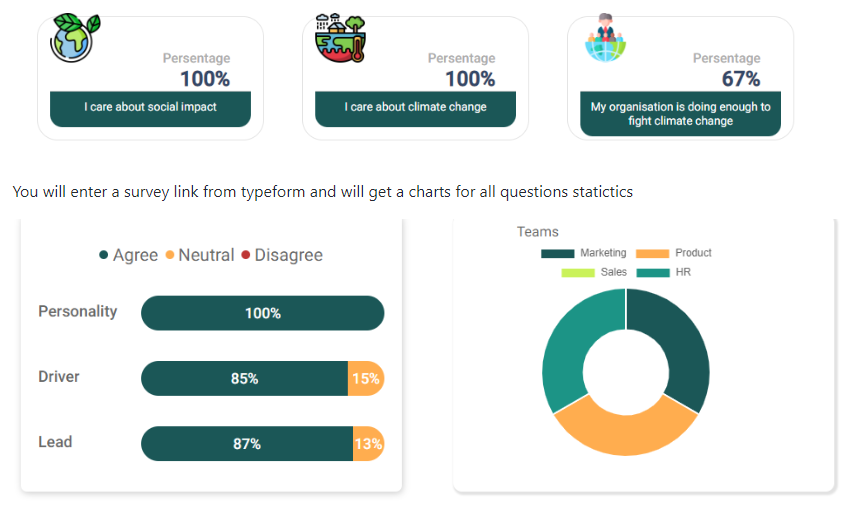 Persentage
100%
I care about social impact
Persentage
100%
I care about climate change
Persentage
67%
My organisation is doing enough to
fight climate change
You will enter a survey link from typeform and will get a charts for all questions statictics
Agree Neutral Disagree
Personality 100%
Driver 85% 15%
Lead 87% 13%
Teams
Marketing Product
Sales HR